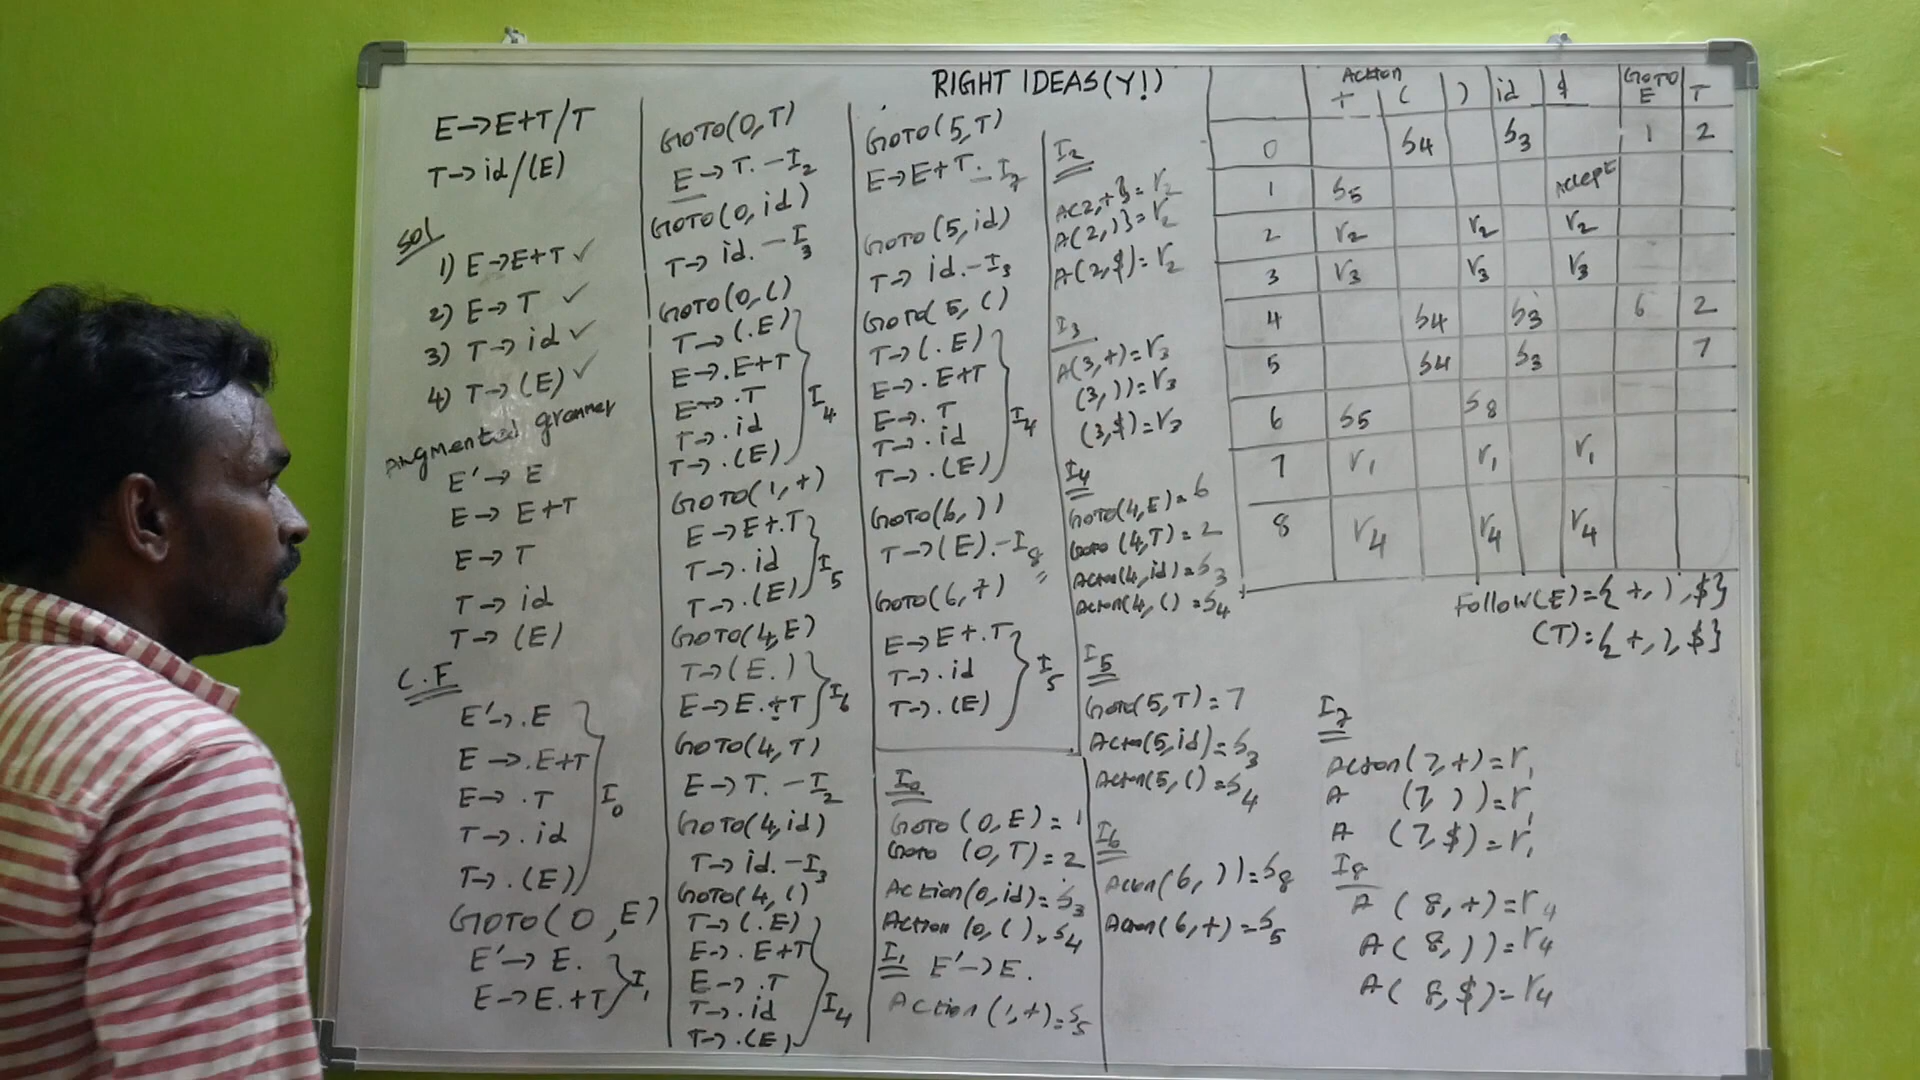 RIGHT IDEAS(Y!)
E→E+T/T
T→id/(E)
Sol
1) E→E+T ✓
2) E→T ✓
3) T→id ✓
4) T→(E) ✓
Augmented grammer
E'→E
E→E+T
E→T
T→id
T→(E)
C.F
E'→.E
E→.E+T
E→.T
T→.id
T→.(E)
I0
GOTO(0,E)
E'→E.
E→E.+T
I1
GOTO(0,T)
E→T. -I2
GOTO(0,id)
T→id. -I3
GOTO(0,()
T→(.E)
E→.E+T
E→.T
T→.id
T→.(E)
I4
GOTO(1,+)
E→E+.T
T→.id
T→.(E)
I5
GOTO(4,E)
T→(E.)
E→E.+T
I6
GOTO(4,T)
E→T. -I2
GOTO(4,id)
T→id. -I3
GOTO(4,()
T→(.E)
E→.E+T
E→.T
T→.id
T→.(E)
I4
GOTO(5,T)
E→E+T. -I7
GOTO(5,id)
T→id. -I3
GOTO(5,()
T→(.E)
E→.E+T
E→.T
T→.id
T→.(E)
I4
GOTO(6,))
T→(E). -I8
GOTO(6,+)
E→E+.T
T→.id
T→.(E)
I5
I0
GOTO (0,E) = 1
Goto (0,T) = 2
Action(0,id) = S3
Action (0,() = S4
I1 E'→E.
Action (1,+) = S5
I2
A(2,+} = r2
A(2,)} = r2
A(2,$) = r2
I3
A(3,+) = r3
(3,)) = r3
(3,$) = r3
I4
Goto(4,E) = 6
Goto (4,T) = 2
Action(4,id) = S3
Action(4,() = S4
I5
Goto(5,T) = 7
Action(5,id) = S3
Action(5,() = S4
I6
Action(6,)) = S8
Action(6,+) = S5
Action GOTO
+ ( ) id $ E T
0 S4 S3 1 2
1 S5 Accept
2 r2 r2 r2
3 r3 r3 r3
4 S4 S3 6 2
5 S4 S3 7
6 S5 S8
7 r1 r1 r1
8 r4 r4 r4
Follow(E) = {+,),$}
(T) = {+,),$}
I7
Action(7,+) = r1
A (7,)) = r1
A (7,$) = r1
I8
A (8,+) = r4
A (8,)) = r4
A (8,$) = r4